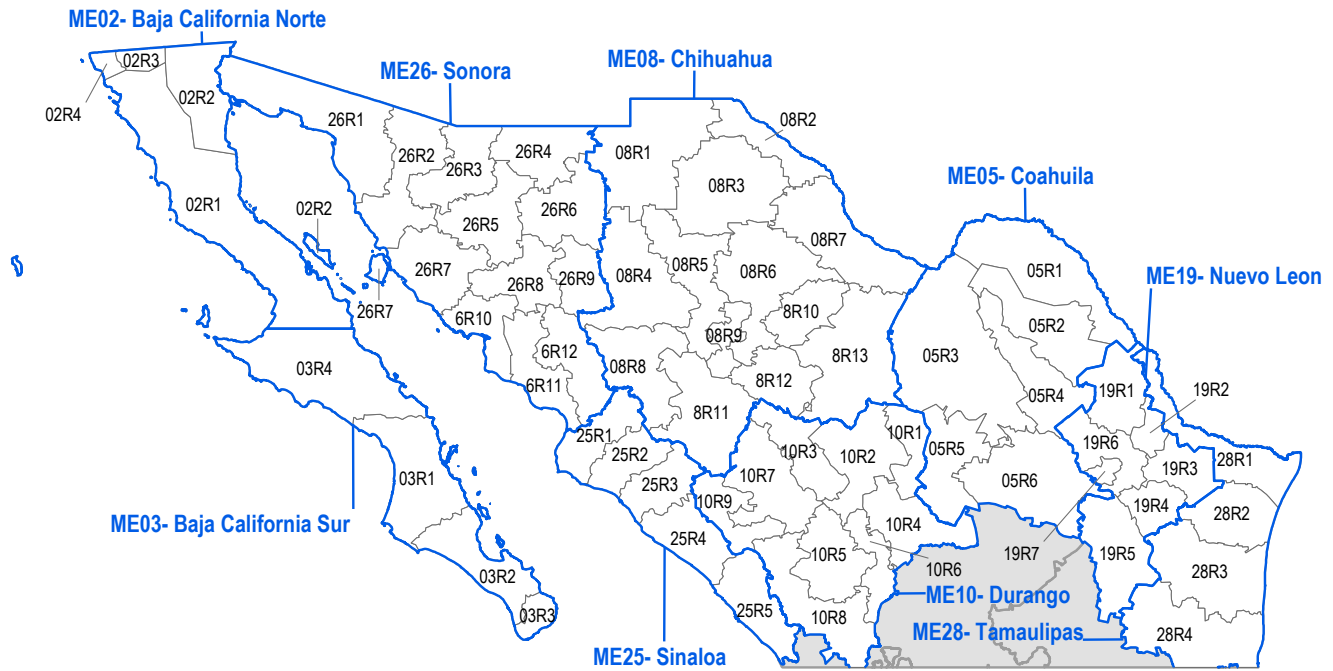 ME02- Baja California Norte
ME26- Sonora
ME08- Chihuahua
02R3
02R4
02R2
26R1
26R2
26R3
26R4
08R1
08R2
08R3
ME05- Coahuila
02R1
02R2
26R5
26R6
08R7
26R7
26R8
26R9
08R4
08R5
08R6
05R1
ME19- Nuevo Leon
26R7
6R10
8R10
05R2
08R9
6R12
05R3
8R13
03R4
08R8
6R11
8R12
05R4
19R1
19R2
8R11
25R1
10R1
25R2
10R3
10R2
05R5
19R6
28R1
19R3
03R1
25R3
10R7
05R6
10R9
19R4
28R2
ME03- Baja California Sur
25R4
10R4
10R5
10R6
19R7
19R5
28R3
03R2
03R3
25R5
ME10- Durango
10R8
ME28- Tamaulipas
28R4
ME25- Sinaloa